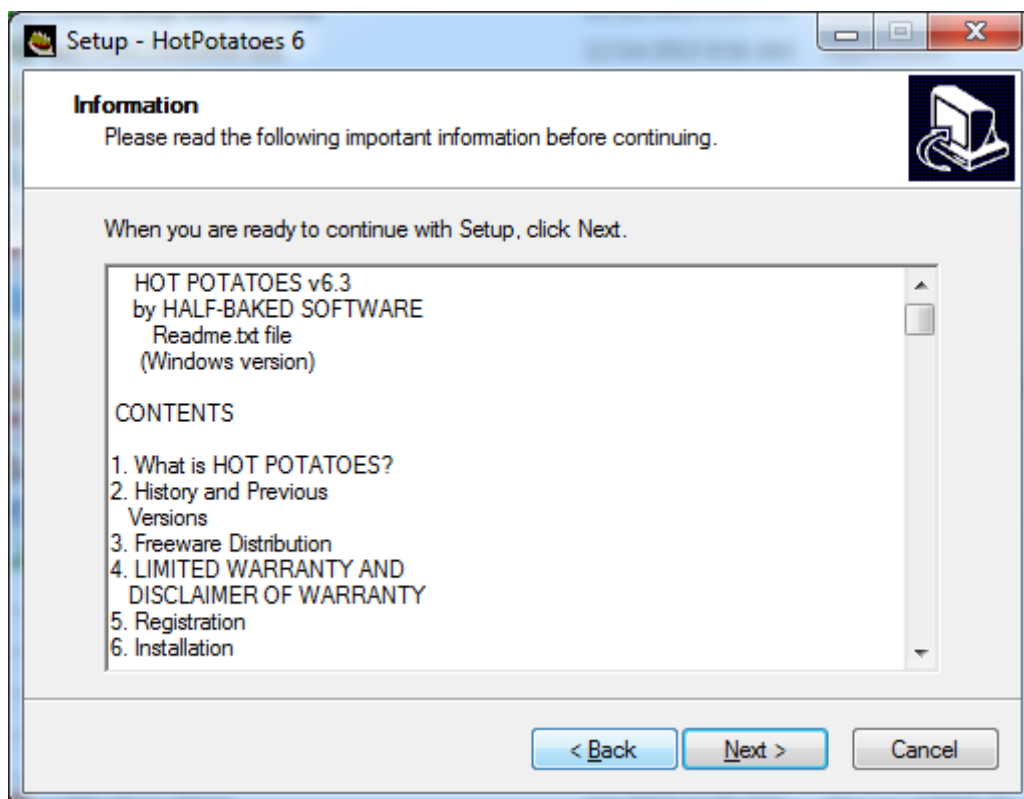 Setup - HotPotatoes 6
Information
Please read the following important information before continuing.
When you are ready to continue with Setup, click Next.
HOT POTATOES v6.3
by HALF-BAKED SOFTWARE
Readme.txt file
(Windows version)
CONTENTS
1. What is HOT POTATOES?
2. History and Previous
Versions
3. Freeware Distribution
4. LIMITED WARRANTY AND
DISCLAIMER OF WARRANTY
5. Registration
6. Installation
< Back
Next >
Cancel